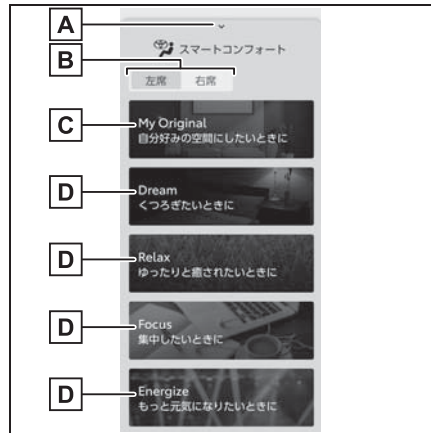 A
スマートコンフォート
B
左席 右席
C
My Original
自分好みの空間にしたいときに
D
Dream
くつろぎたいときに
D
Relax
ゆったりと癒されたいときに
D
Focus
集中したいときに
D
Energize
もっと元気になりたいときに